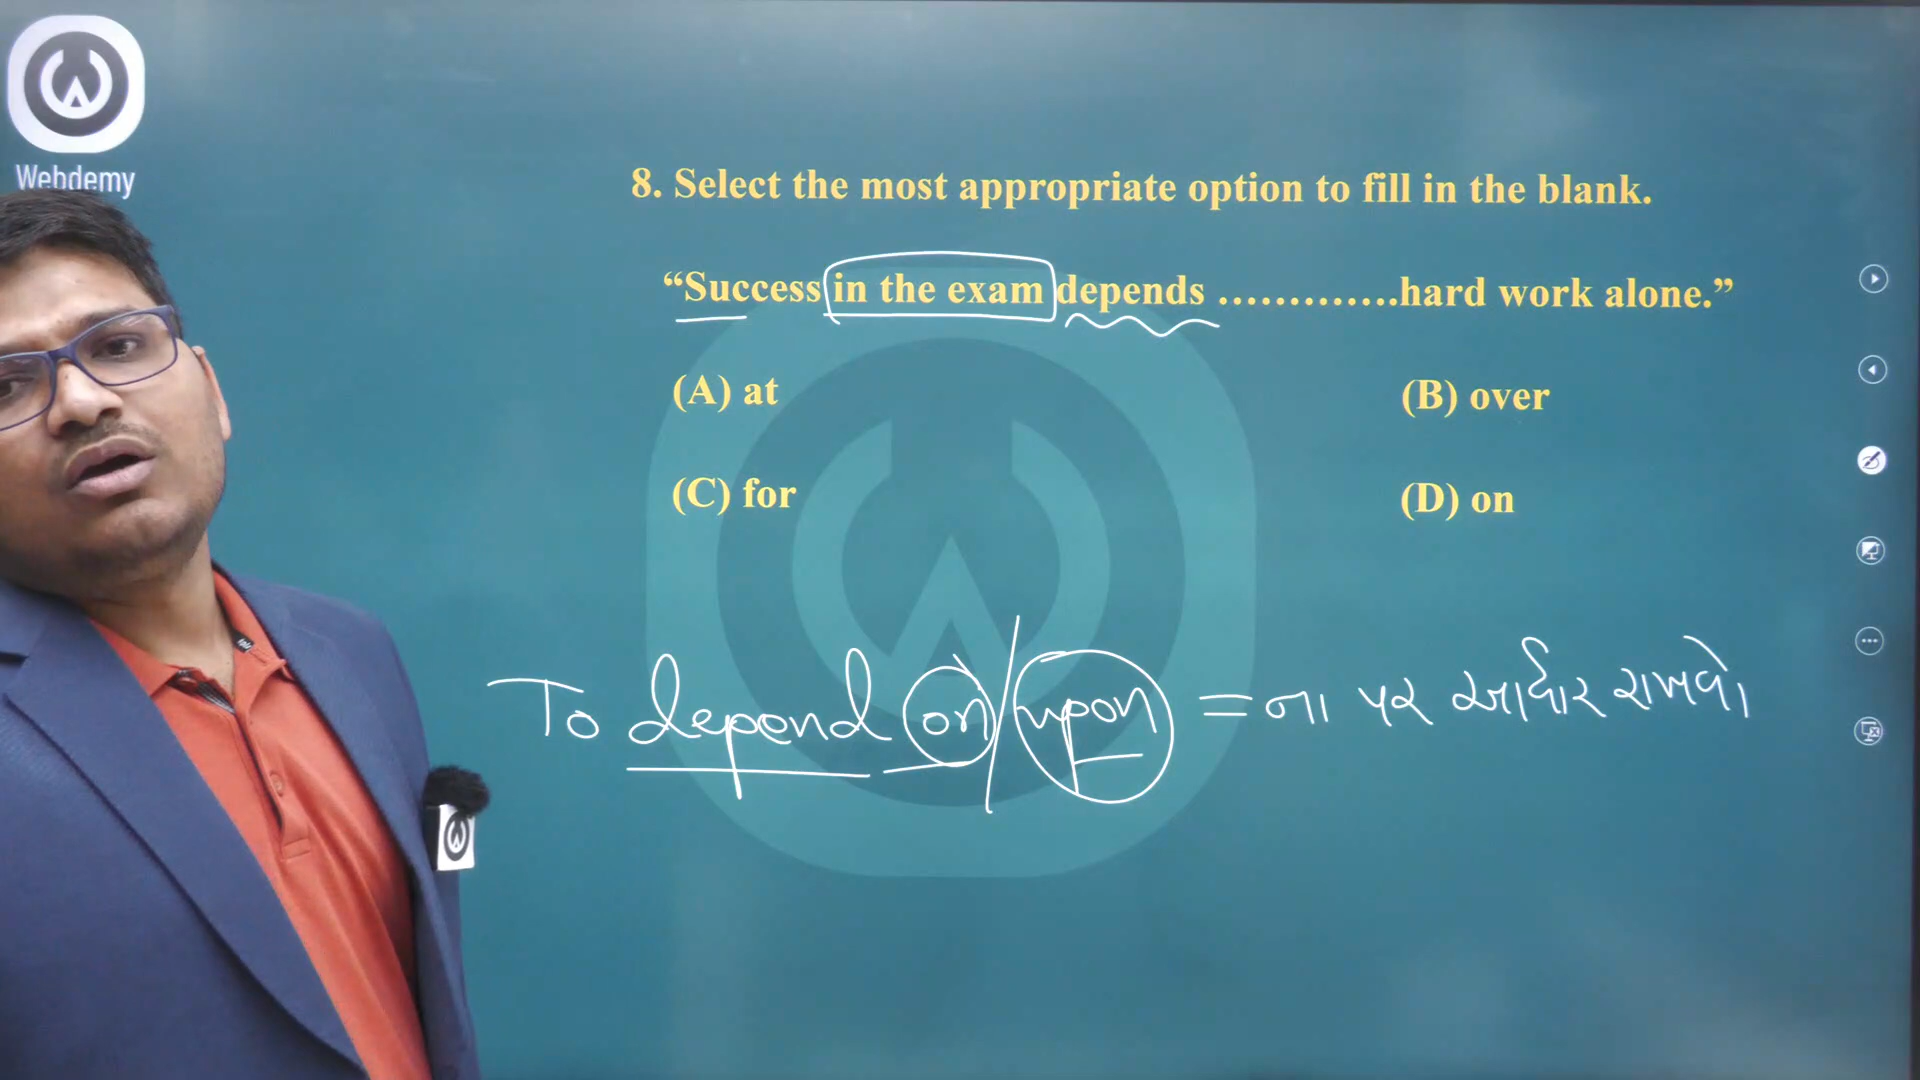 Webdemy
8. Select the most appropriate option to fill in the blank.
“Success in the exam depends .............hard work alone.”
(A) at
(B) over
(C) for
(D) on
To depend on/upon = ના પર આધાર રાખવો